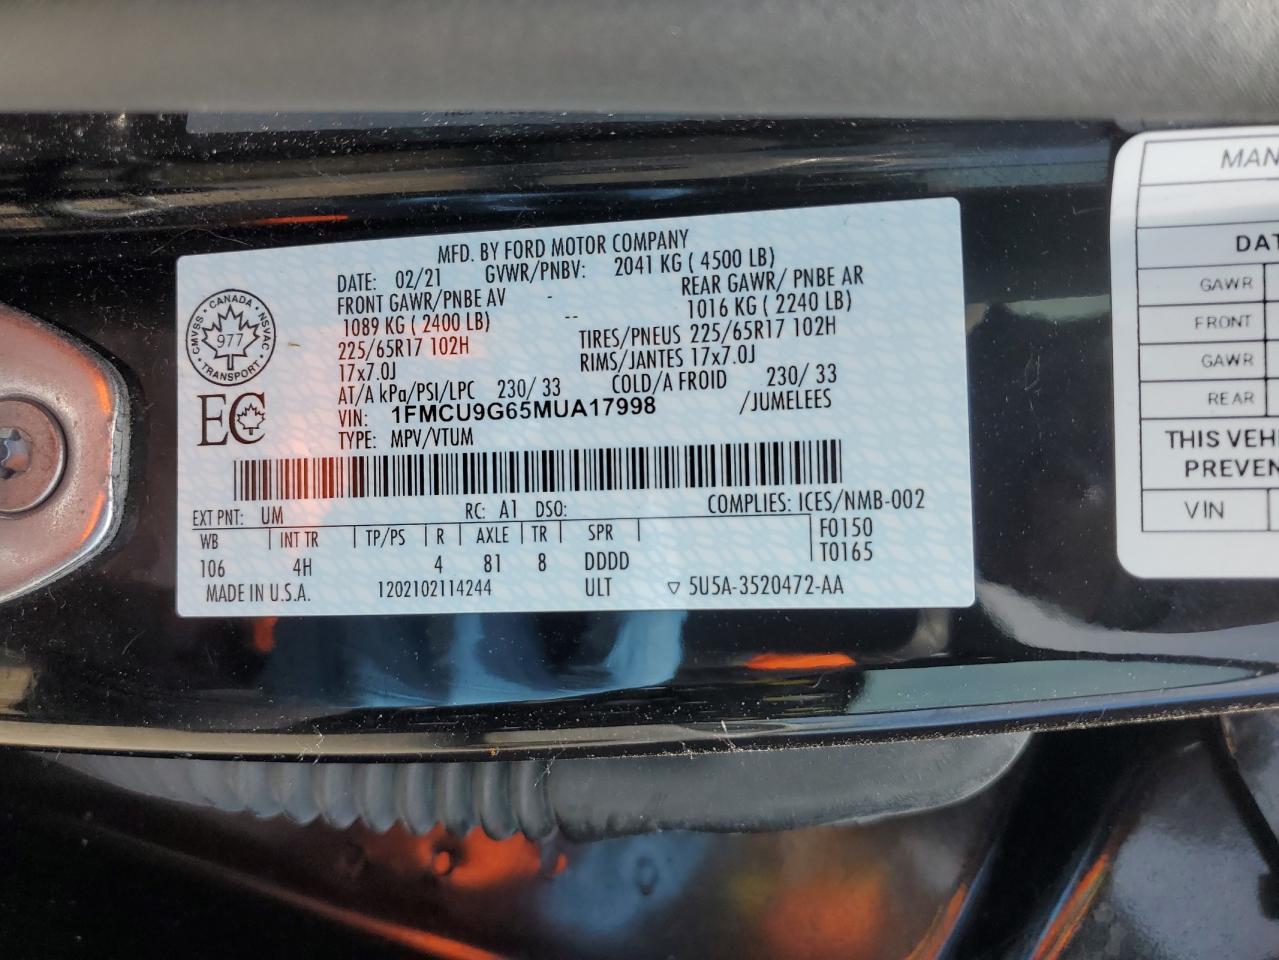 MFD. BY FORD MOTOR COMPANY
DATE: 02/21 GVWR/PNBV: 2041 KG ( 4500 LB)
FRONT GAWR/PNBE AV - REAR GAWR/ PNBE AR
1089 KG ( 2400 LB) -- 1016 KG ( 2240 LB)
225/65R17 102H TIRES/PNEUS 225/65R17 102H
17x7.0J RIMS/JANTES 17x7.0J
AT/A kPa/PSI/LPC 230/ 33 COLD/A FROID 230/ 33
VIN: 1FMCU9G65MUA17998 /JUMELEES
TYPE: MPV/VTUM
CMVSS • CANADA • NSVAC • TRANSPORT •
977
EC
EXT PNT: UM RC: A1 DSO: COMPLIES: ICES/NMB-002
WB INT TR TP/PS R AXLE TR SPR F0150
106 4H 4 81 8 DDDD T0165
MADE IN U.S.A. 1202102114244 ULT ▽ 5U5A-3520472-AA
MAN
DAT
GAWR
FRONT
GAWR
REAR
THIS VEH
PREVEN
VIN